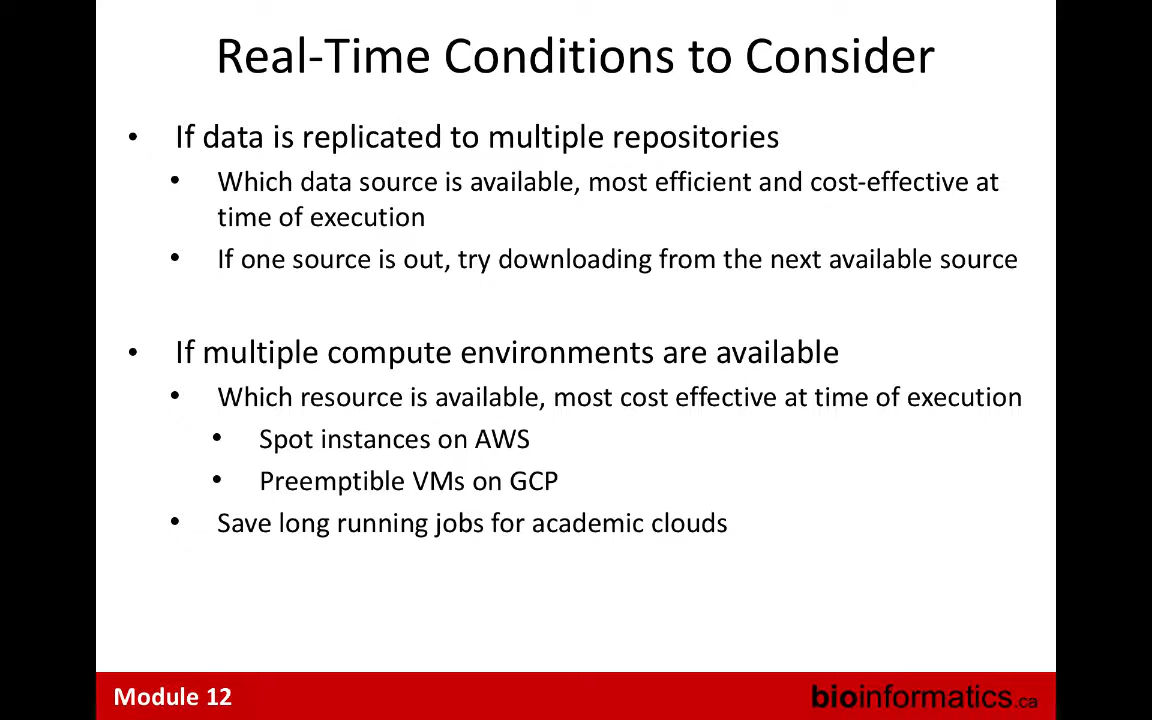 Real-Time Conditions to Consider
• If data is replicated to multiple repositories
• Which data source is available, most efficient and cost-effective at
time of execution
• If one source is out, try downloading from the next available source
• If multiple compute environments are available
• Which resource is available, most cost effective at time of execution
• Spot instances on AWS
• Preemptible VMs on GCP
• Save long running jobs for academic clouds
Module 12
bioinformatics.ca